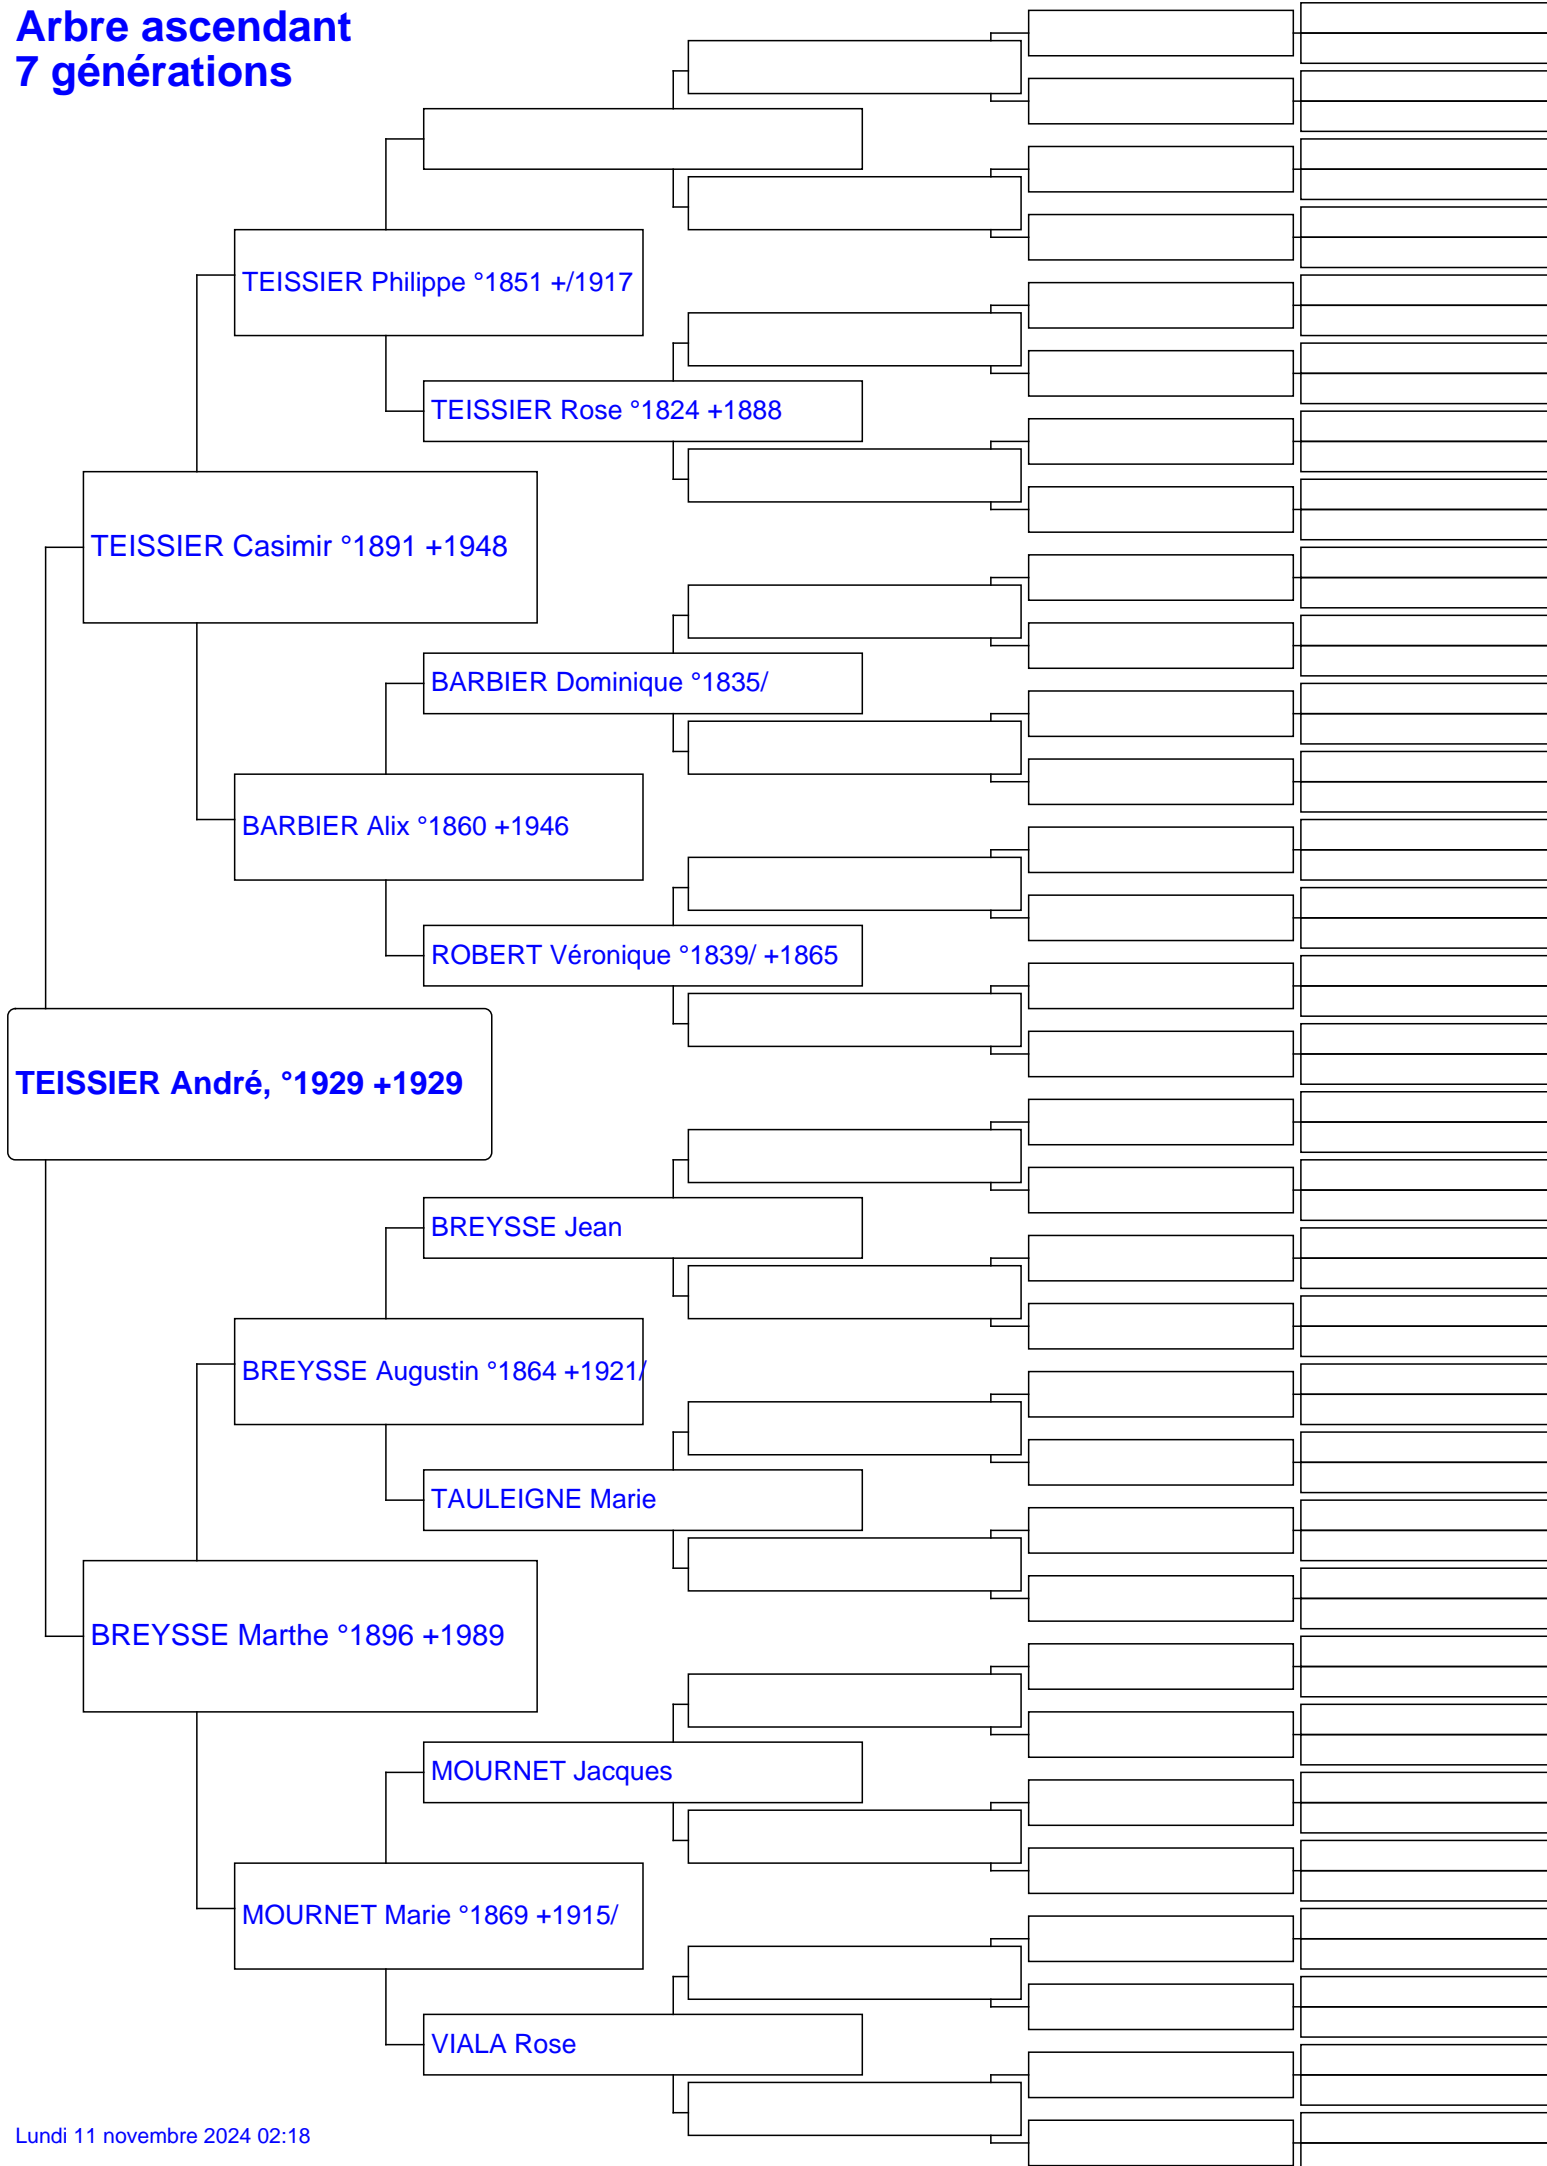 Arbre ascendant
7 générations
TEISSIER Philippe °1851 +/1917
TEISSIER Rose °1824 +1888
TEISSIER Casimir °1891 +1948
BARBIER Dominique °1835/
BARBIER Alix °1860 +1946
ROBERT Véronique °1839/ +1865
TEISSIER André, °1929 +1929
BREYSSE Jean
BREYSSE Augustin °1864 +1921/
TAULEIGNE Marie
BREYSSE Marthe °1896 +1989
MOURNET Jacques
MOURNET Marie °1869 +1915/
VIALA Rose
Lundi 11 novembre 2024 02:18